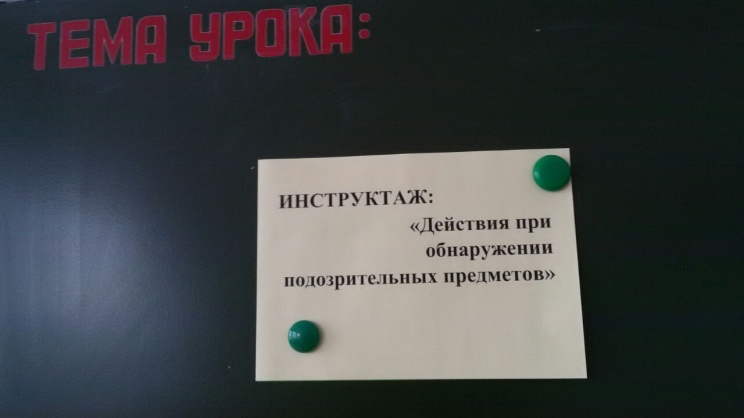 ТЕМА УРОКА:
ИНСТРУКТАЖ:
«Действия при
обнаружении
подозрительных предметов»